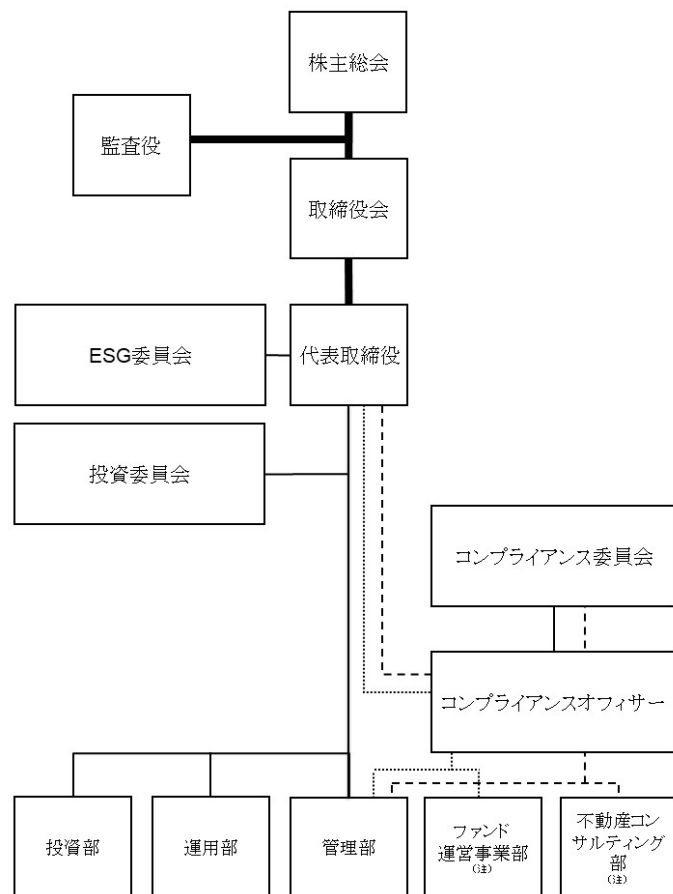 株主総会
監査役
取締役会
ESG委員会
代表取締役
投資委員会
コンプライアンス委員会
コンプライアンスオフィサー
投資部
運用部
管理部
ファンド
運営事業部
(注)
不動産コン
サルティング
部
(注)